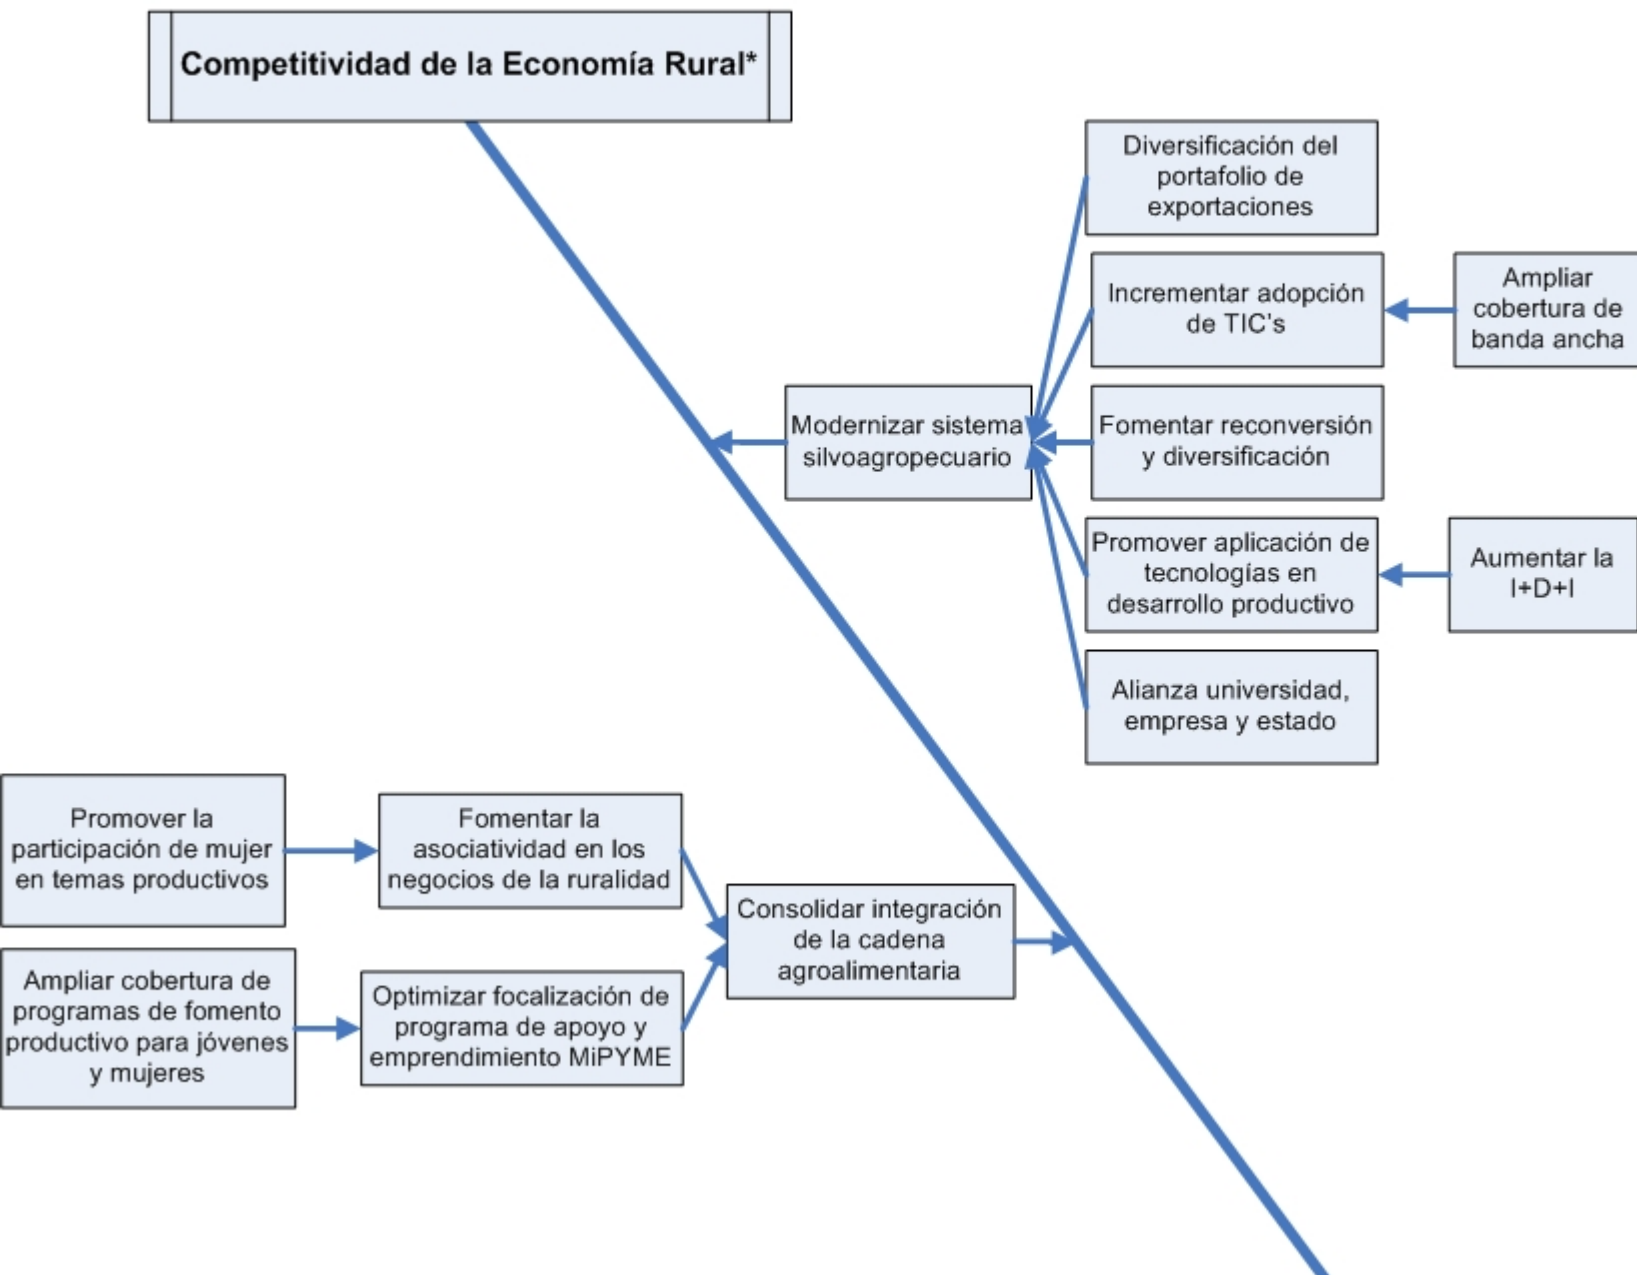 Competitividad de la Economía Rural*
Diversificación del
portafolio de
exportaciones
Incrementar adopción
de TIC's
Ampliar
cobertura de
banda ancha
Modernizar sistema
silvoagropecuario
Fomentar reconversión
y diversificación
Promover aplicación de
tecnologías en
desarrollo productivo
Aumentar la
I+D+I
Alianza universidad,
empresa y estado
Promover la
participación de mujer
en temas productivos
Fomentar la
asociatividad en los
negocios de la ruralidad
Consolidar integración
de la cadena
agroalimentaria
Ampliar cobertura de
programas de fomento
productivo para jóvenes
y mujeres
Optimizar focalización de
programa de apoyo y
emprendimiento MiPYME